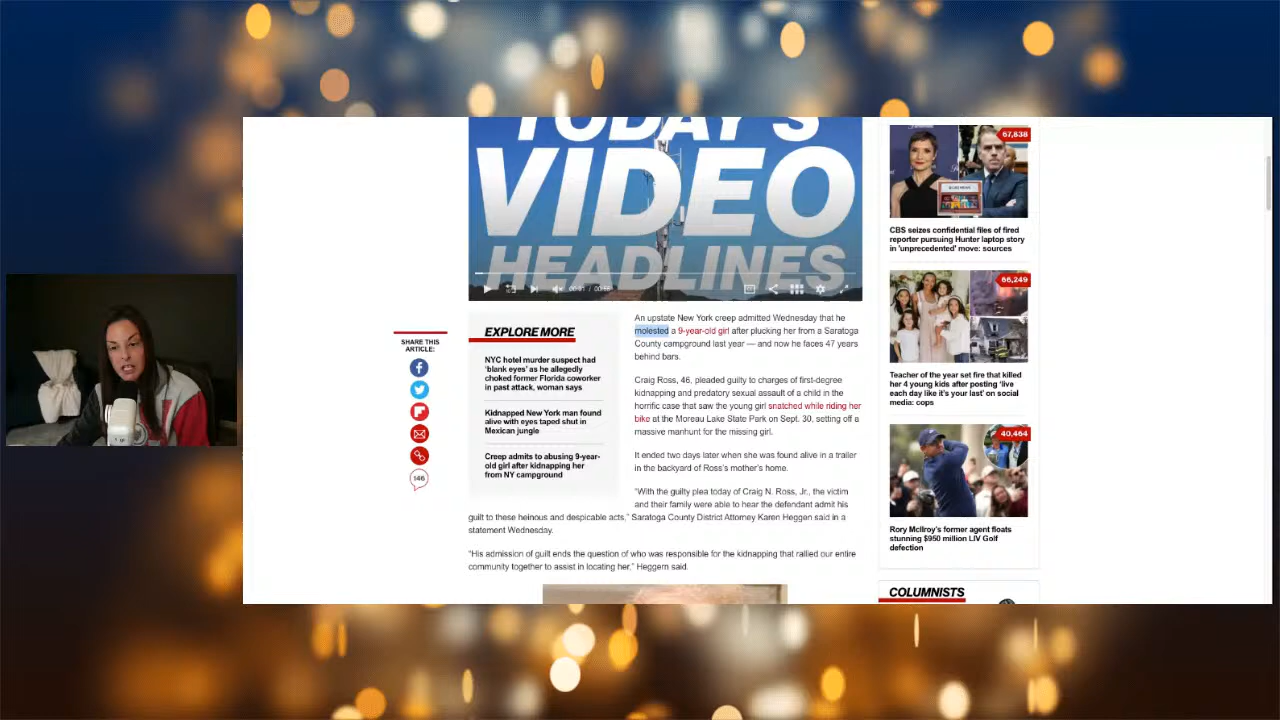 TODAY'S
VIDEO
HEADLINES
SHARE THIS
ARTICLE:
146
EXPLORE MORE
NYC hotel murder suspect had
'blank eyes' as he allegedly
choked former Florida coworker
in past attack, woman says
Kidnapped New York man found
alive with eyes taped shut in
Mexican jungle
Creep admits to abusing 9-year-
old girl after kidnapping her
from NY campground
An upstate New York creep admitted Wednesday that he
molested a 9-year-old girl after plucking her from a Saratoga
County campground last year — and now he faces 47 years
behind bars.
Craig Ross, 46, pleaded guilty to charges of first-degree
kidnapping and predatory sexual assault of a child in the
horrific case that saw the young girl snatched while riding her
bike at the Moreau Lake State Park on Sept. 30, setting off a
massive manhunt for the missing girl.
It ended two days later when she was found alive in a trailer
in the backyard of Ross's mother's home.
"With the guilty plea today of Craig N. Ross, Jr., the victim
and their family were able to hear the defendant admit his
guilt to these heinous and despicable acts," Saratoga County District Attorney Karen Heggen said in a
statement Wednesday.
"His admission of guilt ends the question of who was responsible for the kidnapping that rallied our entire
community together to assist in locating her," Heggern said.
67,838
CBS seizes confidential files of fired
reporter pursuing Hunter laptop story
in 'unprecedented' move: sources
66,249
Teacher of the year set fire that killed
her 4 young kids after posting 'live
each day like it's your last' on social
media: cops
40,464
Rory McIlroy's former agent floats
stunning $950 million LIV Golf
defection
COLUMNISTS